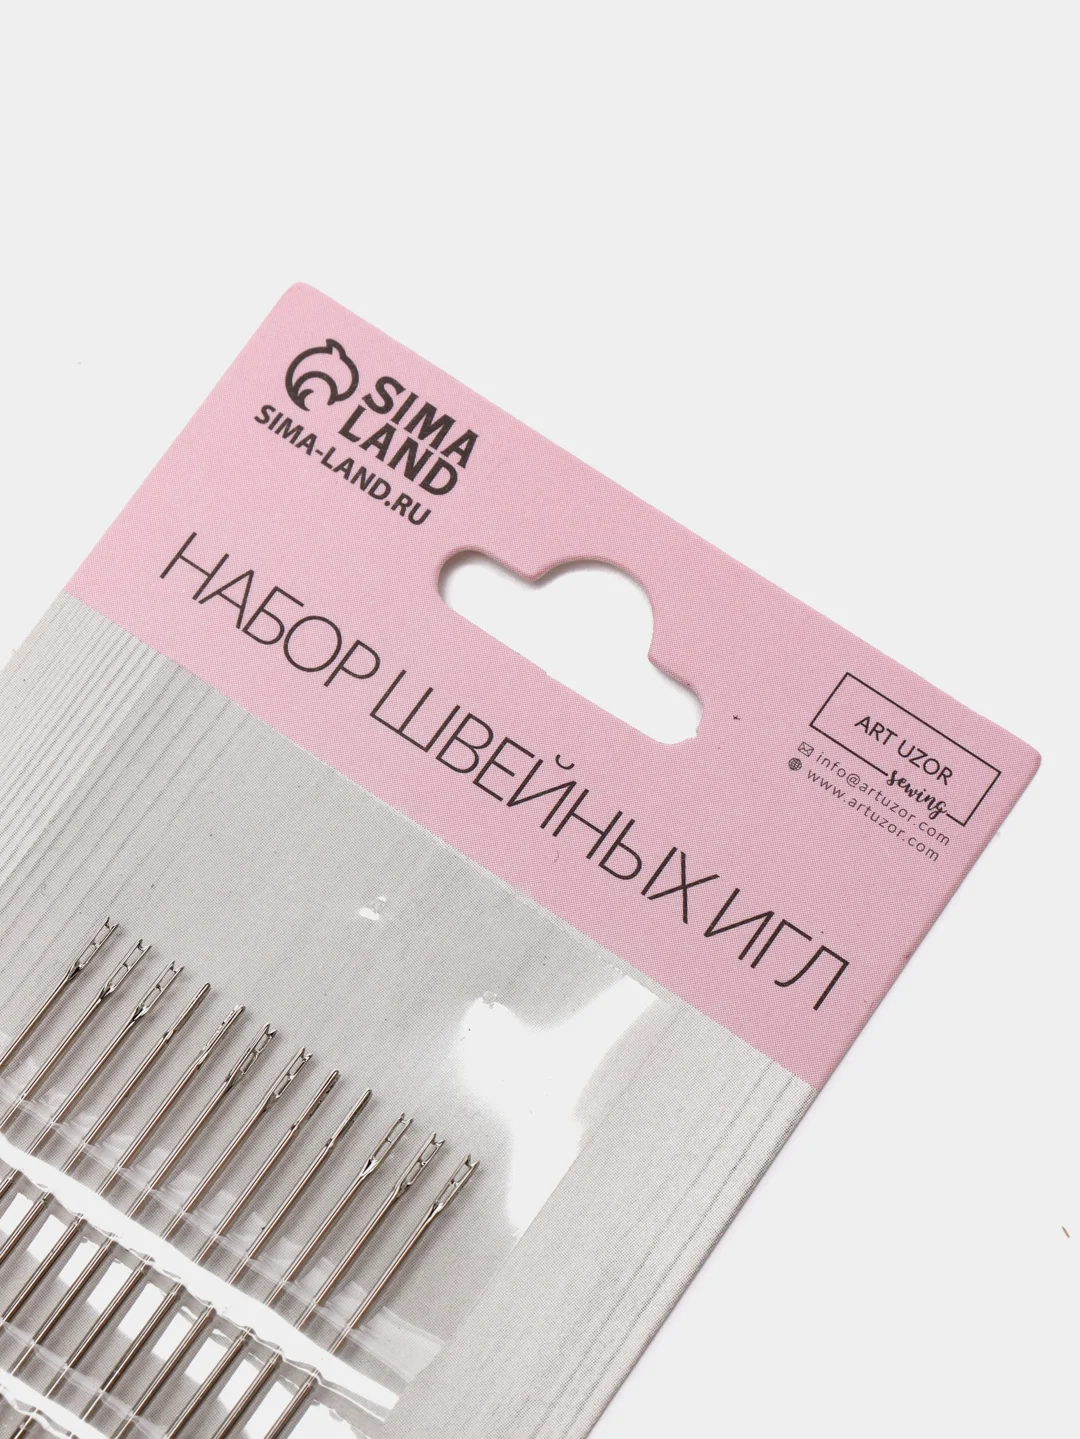 SIMA
LAND
SIMA-LAND.RU
НАБОР ШВЕЙНЫХ ИГЛ
ART UZOR
sewing
info@artuzor.com
www.artuzor.com